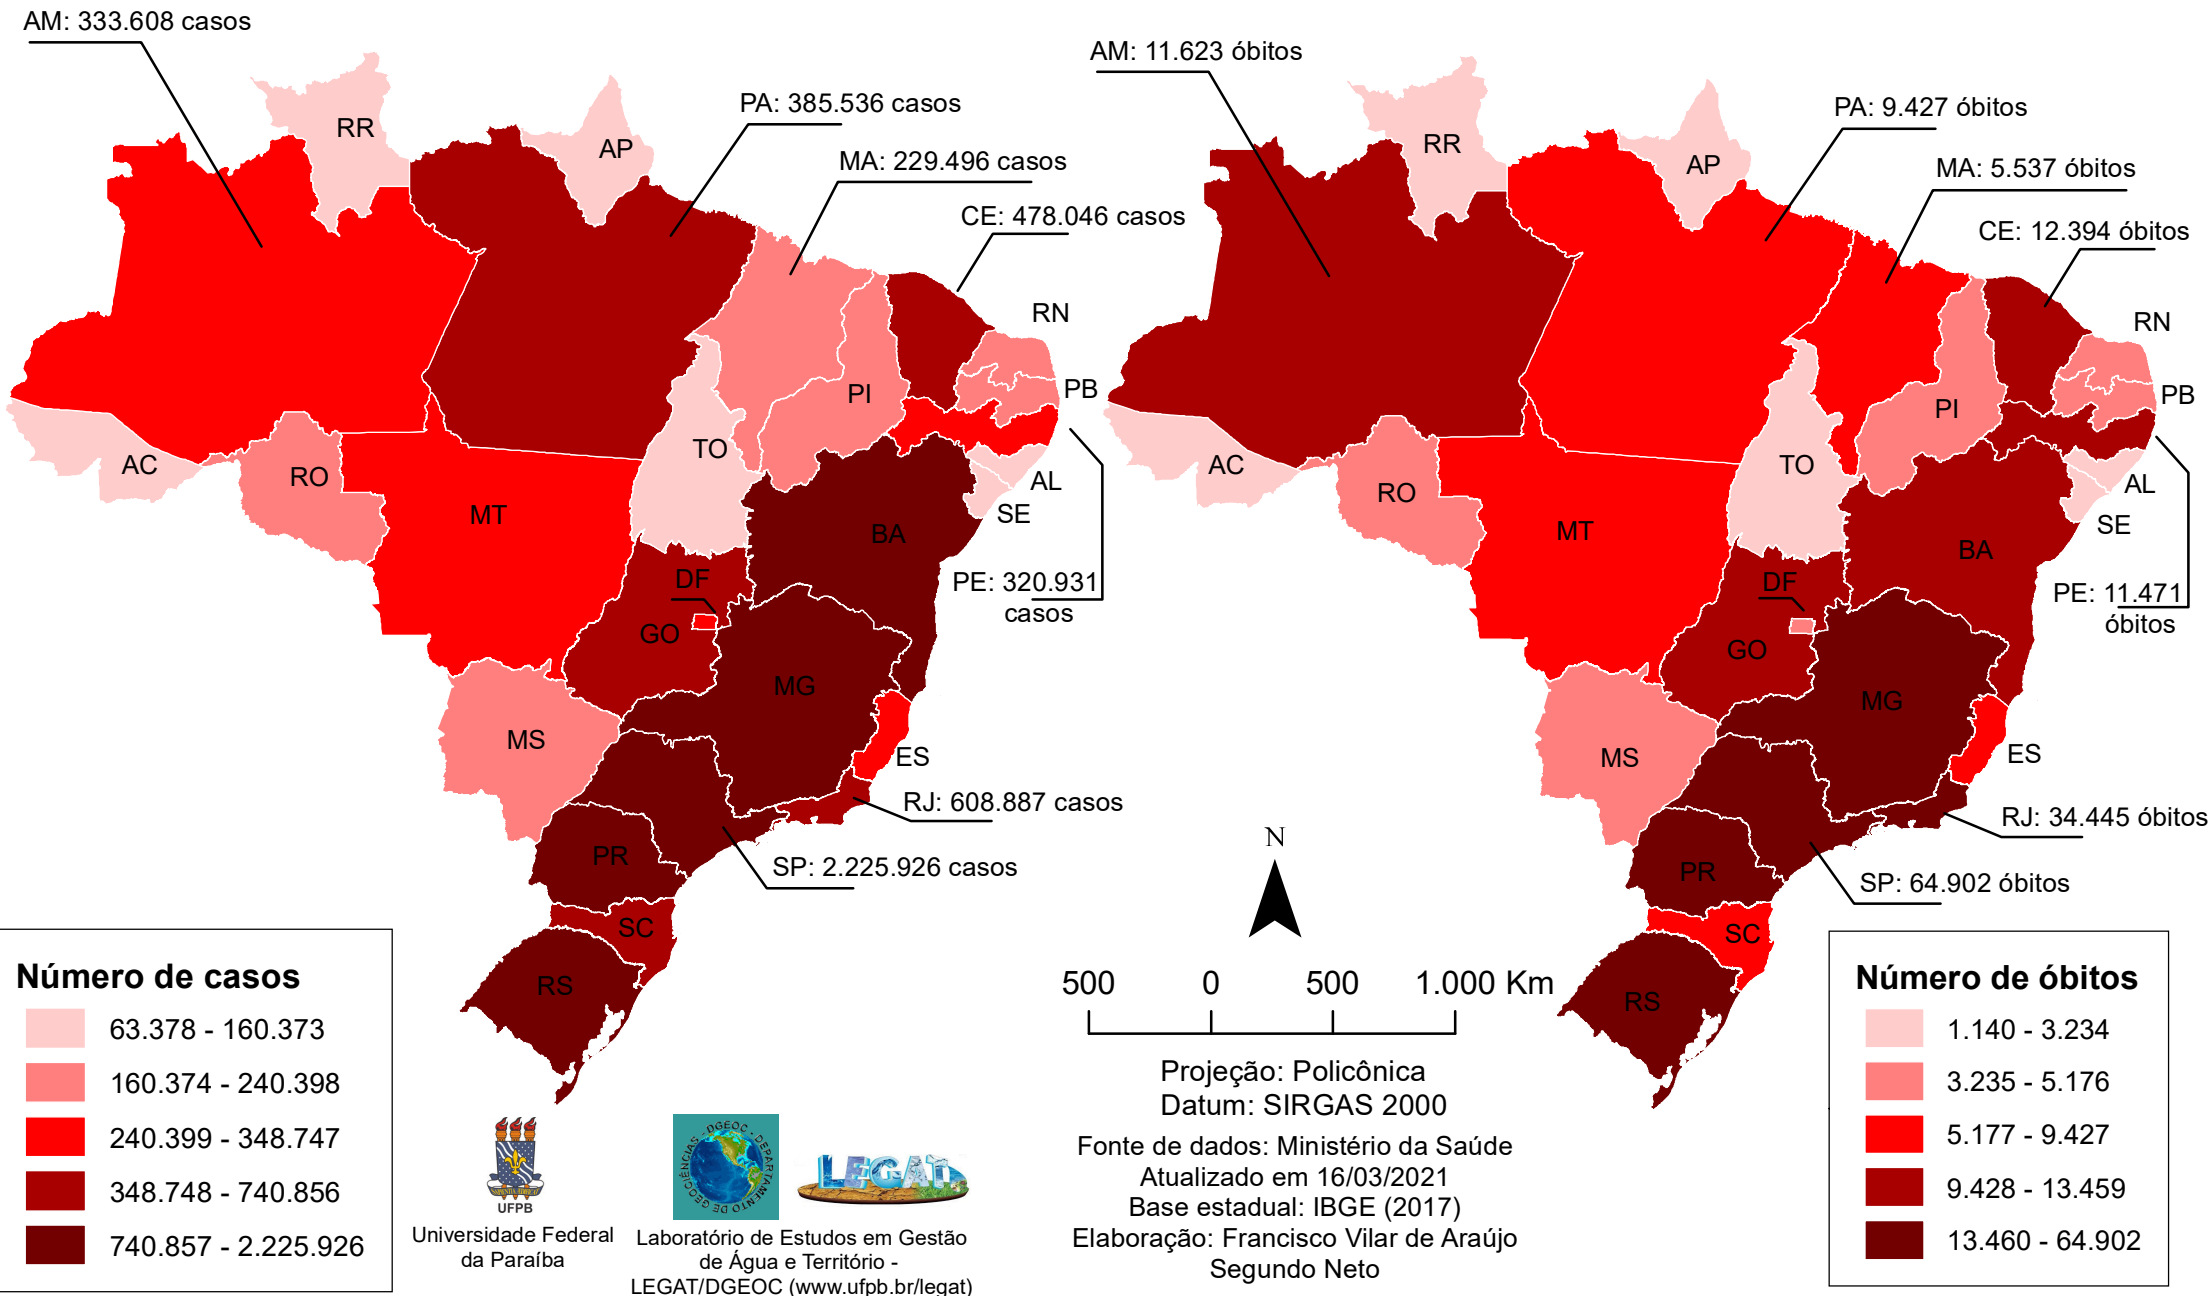 AM: 333.608 casos
RR
AP
PA: 385.536 casos
MA: 229.496 casos
CE: 478.046 casos
RN
PB
PI
TO
AC
RO
MT
AL
SE
BA
PE: 320.931
casos
DF
GO
MG
MS
ES
RJ: 608.887 casos
SP: 2.225.926 casos
PR
SC
RS
Número de casos
63.378 - 160.373
160.374 - 240.398
240.399 - 348.747
348.748 - 740.856
740.857 - 2.225.926
AM: 11.623 óbitos
RR
AP
PA: 9.427 óbitos
MA: 5.537 óbitos
CE: 12.394 óbitos
RN
PB
PI
TO
AC
RO
MT
AL
SE
BA
PE: 11.471
óbitos
DF
GO
MG
MS
ES
RJ: 34.445 óbitos
SP: 64.902 óbitos
PR
SC
RS
Número de óbitos
1.140 - 3.234
3.235 - 5.176
5.177 - 9.427
9.428 - 13.459
13.460 - 64.902
N
500 0 500 1.000 Km
Projeção: Policônica
Datum: SIRGAS 2000
Fonte de dados: Ministério da Saúde
Atualizado em 16/03/2021
Base estadual: IBGE (2017)
Elaboração: Francisco Vilar de Araújo
Segundo Neto
UFPB
Universidade Federal
da Paraíba
DGEOC - DEPARTAMENTO DE GEOCIÊNCIAS -
LEGAT
Laboratório de Estudos em Gestão
de Água e Território -
LEGAT/DGEOC (www.ufpb.br/legat)